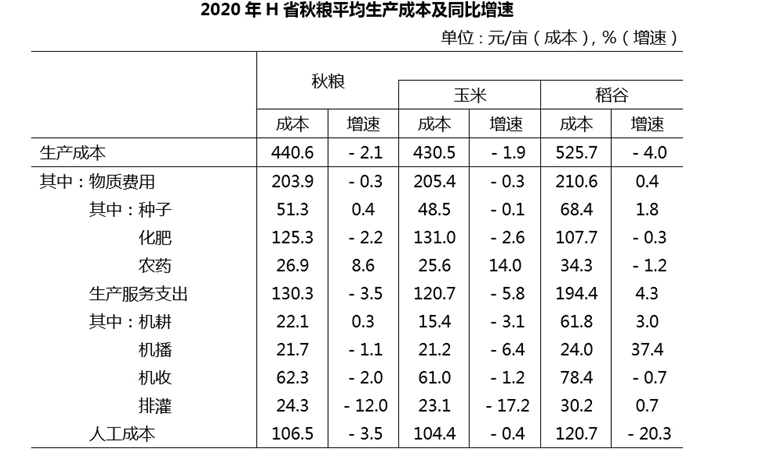 2020 年 H 省秋粮平均生产成本及同比增速
单位：元/亩（成本），%（增速）
秋粮
玉米 稻谷
成本 增速 成本 增速 成本 增速
生产成本 440.6 - 2.1 430.5 - 1.9 525.7 - 4.0
其中：物质费用 203.9 - 0.3 205.4 - 0.3 210.6 0.4
其中：种子 51.3 0.4 48.5 - 0.1 68.4 1.8
化肥 125.3 - 2.2 131.0 - 2.6 107.7 - 0.3
农药 26.9 8.6 25.6 14.0 34.3 - 1.2
生产服务支出 130.3 - 3.5 120.7 - 5.8 194.4 4.3
其中：机耕 22.1 0.3 15.4 - 3.1 61.8 3.0
机播 21.7 - 1.1 21.2 - 6.4 24.0 37.4
机收 62.3 - 2.0 61.0 - 1.2 78.4 - 0.7
排灌 24.3 - 12.0 23.1 - 17.2 30.2 0.7
人工成本 106.5 - 3.5 104.4 - 0.4 120.7 - 20.3